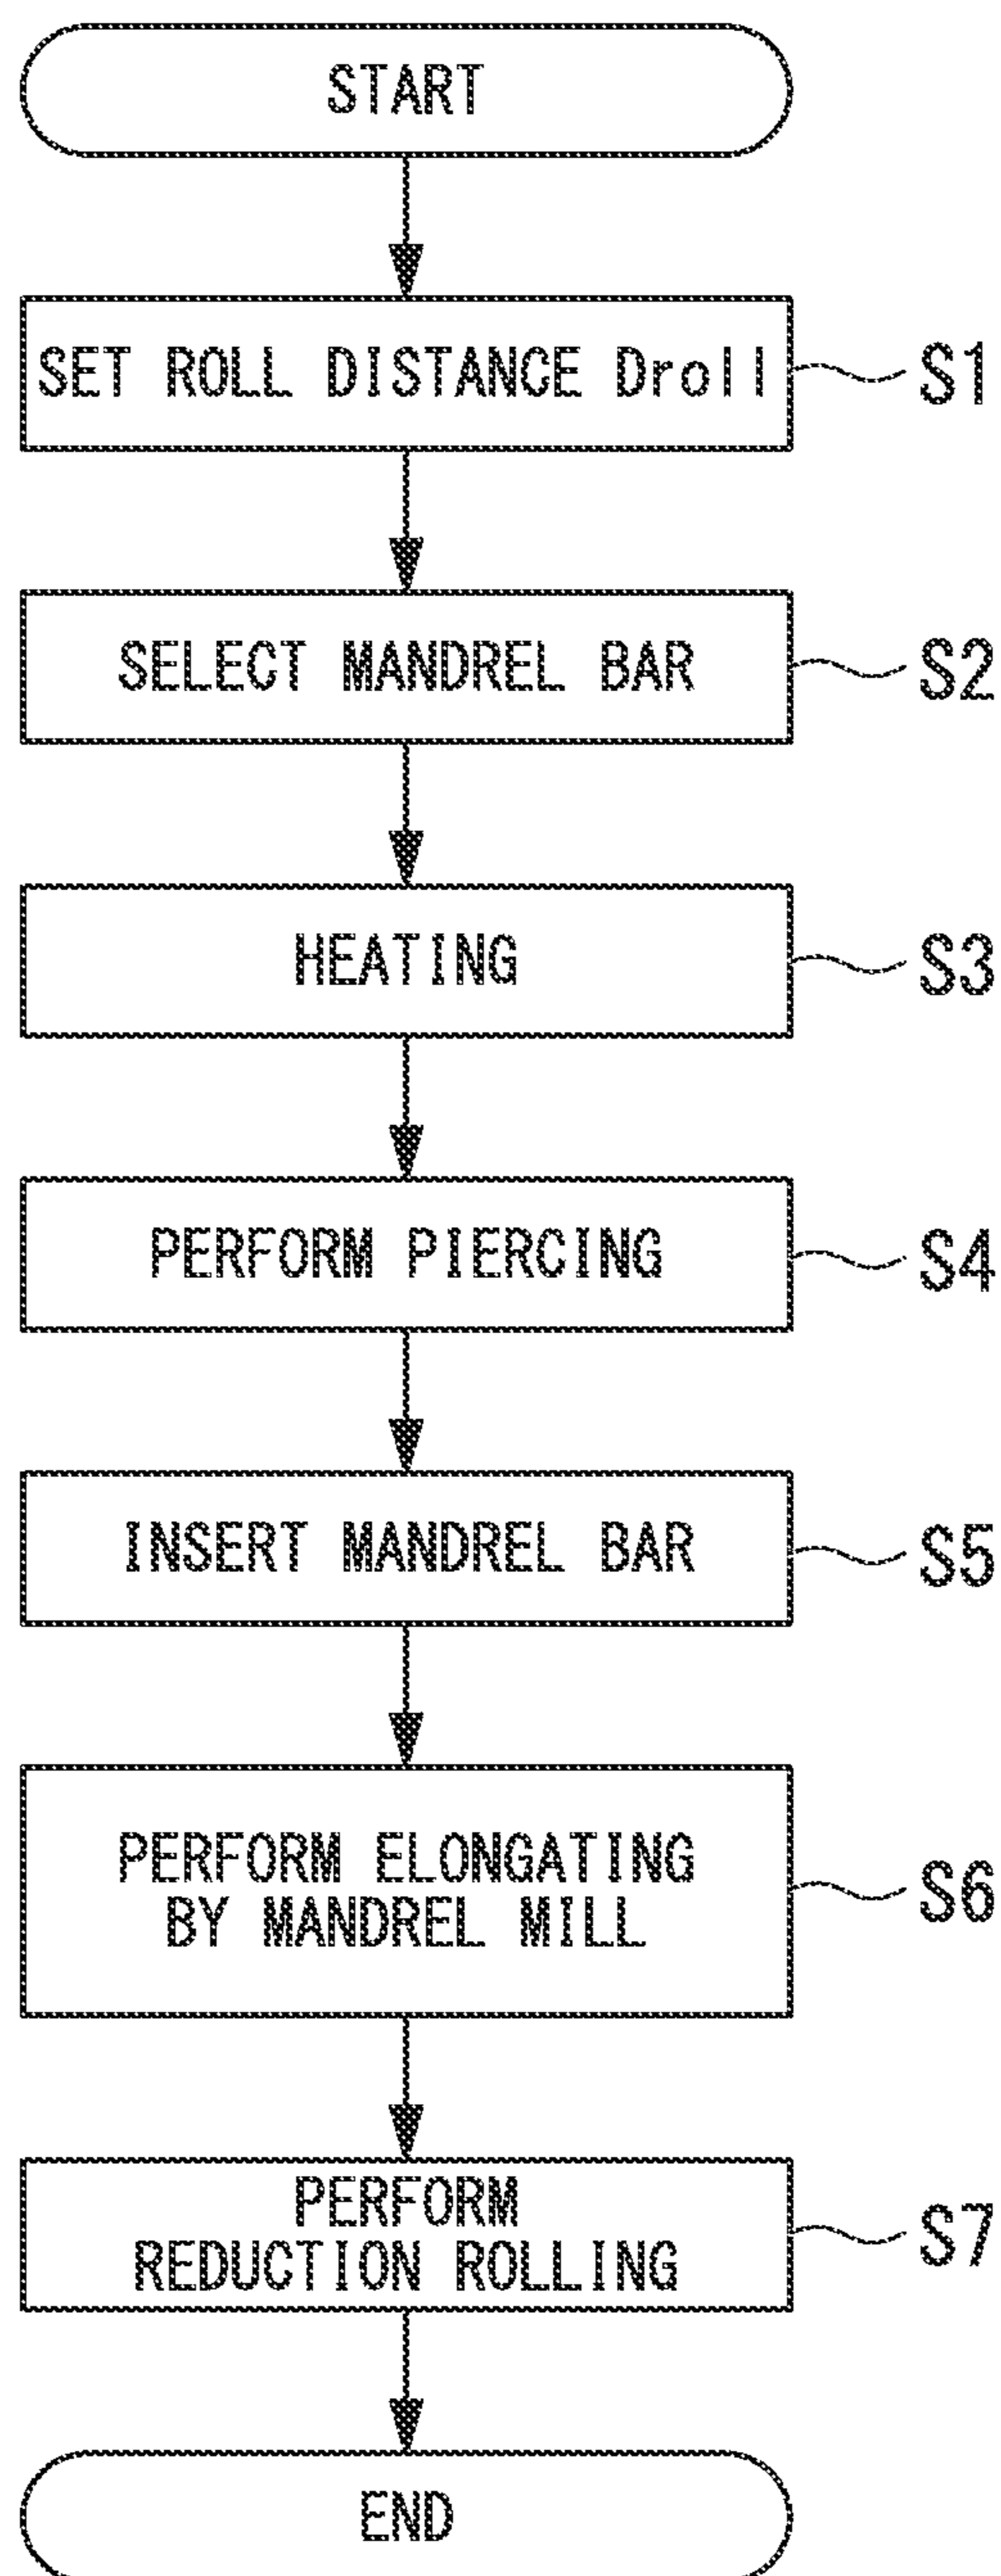 START
SET ROLL DISTANCE Droll
S1
SELECT MANDREL BAR
S2
HEATING
S3
PERFORM PIERCING
S4
INSERT MANDREL BAR
S5
PERFORM ELONGATING
BY MANDREL MILL
S6
PERFORM
REDUCTION ROLLING
S7
END